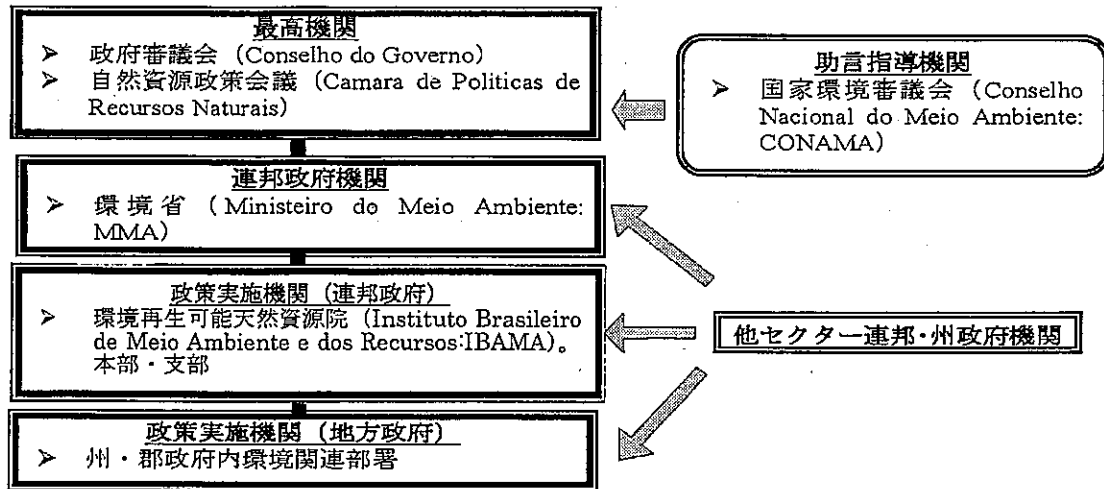 最高機関
➢ 政府審議会（Conselho do Governo）
➢ 自然資源政策会議（Camara de Politicas de
Recursos Naturais）
助言指導機関
➢ 国家環境審議会（Conselho
Nacional do Meio Ambiente:
CONAMA）
連邦政府機関
➢ 環境省（Ministeiro do Meio Ambiente:
MMA）
政策実施機関（連邦政府）
➢ 環境再生可能天然資源院（Instituto Brasileiro
de Meio Ambiente e dos Recursos:IBAMA）。
本部・支部
他セクター連邦・州政府機関
政策実施機関（地方政府）
➢ 州・郡政府内環境関連部署